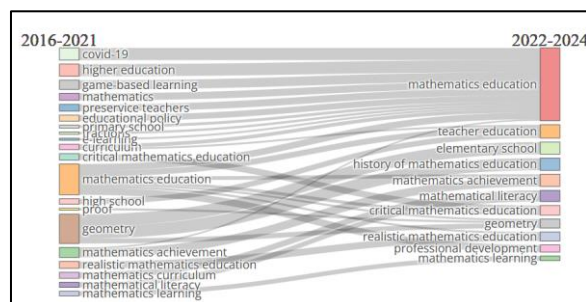 2016-2021
2022-2024
covid-19
higher education
game-based learning
mathematics
preservice teachers
educational policy
primary school
fractions
e-learning
curriculum
critical mathematics education
mathematics education
high school
proof
geometry
mathematics achievement
realistic mathematics education
mathematics curriculum
mathematical literacy
mathematics learning
mathematics education
teacher education
elementary school
history of mathematics education
mathematics achievement
mathematical literacy
critical mathematics education
geometry
realistic mathematics education
professional development
mathematics learning